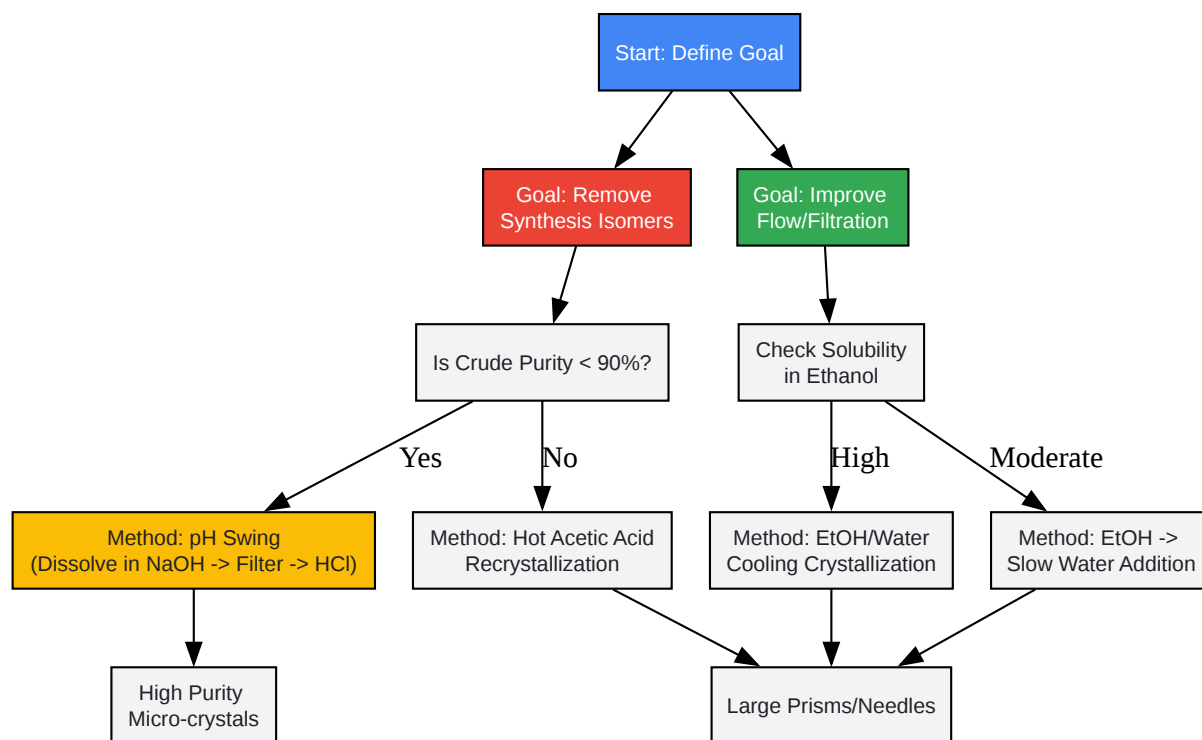 Start: Define Goal
Goal: Remove
Synthesis Isomers
Goal: Improve
Flow/Filtration
Is Crude Purity < 90%?
Check Solubility
in Ethanol
Yes
No
High
Moderate
Method: pH Swing
(Dissolve in NaOH -> Filter -> HCl)
Method: Hot Acetic Acid
Recrystallization
Method: EtOH/Water
Cooling Crystallization
Method: EtOH ->
Slow Water Addition
High Purity
Micro-crystals
Large Prisms/Needles